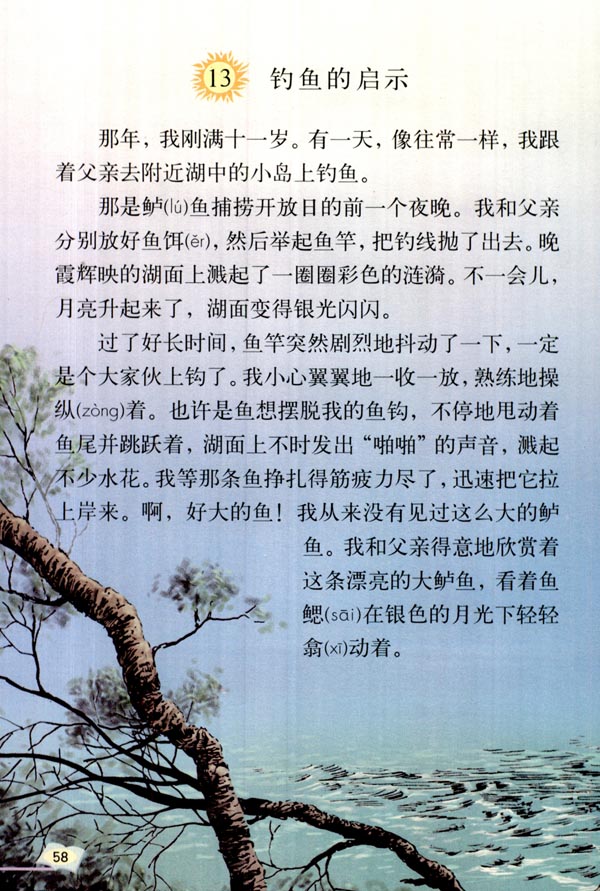 13 钓鱼的启示
那年，我刚满十一岁。有一天，像往常一样，我跟
着父亲去附近湖中的小岛上钓鱼。
那是鲈(lú)鱼捕捞开放日的前一个夜晚。我和父亲
分别放好鱼饵(ěr)，然后举起鱼竿，把钓线抛了出去。晚
霞辉映的湖面上溅起了一圈圈彩色的涟漪。不一会儿，
月亮升起来了，湖面变得银光闪闪。
过了好长时间，鱼竿突然剧烈地抖动了一下，一定
是个大家伙上钩了。我小心翼翼地一收一放，熟练地操
纵(zòng)着。也许是鱼想摆脱我的鱼钩，不停地甩动着
鱼尾并跳跃着，湖面上不时发出“啪啪”的声音，溅起
不少水花。我等那条鱼挣扎得筋疲力尽了，迅速把它拉
上岸来。啊，好大的鱼！我从来没有见过这么大的鲈
鱼。我和父亲得意地欣赏着
这条漂亮的大鲈鱼，看着鱼
鳃(sāi)在银色的月光下轻轻
翕(xī)动着。
58